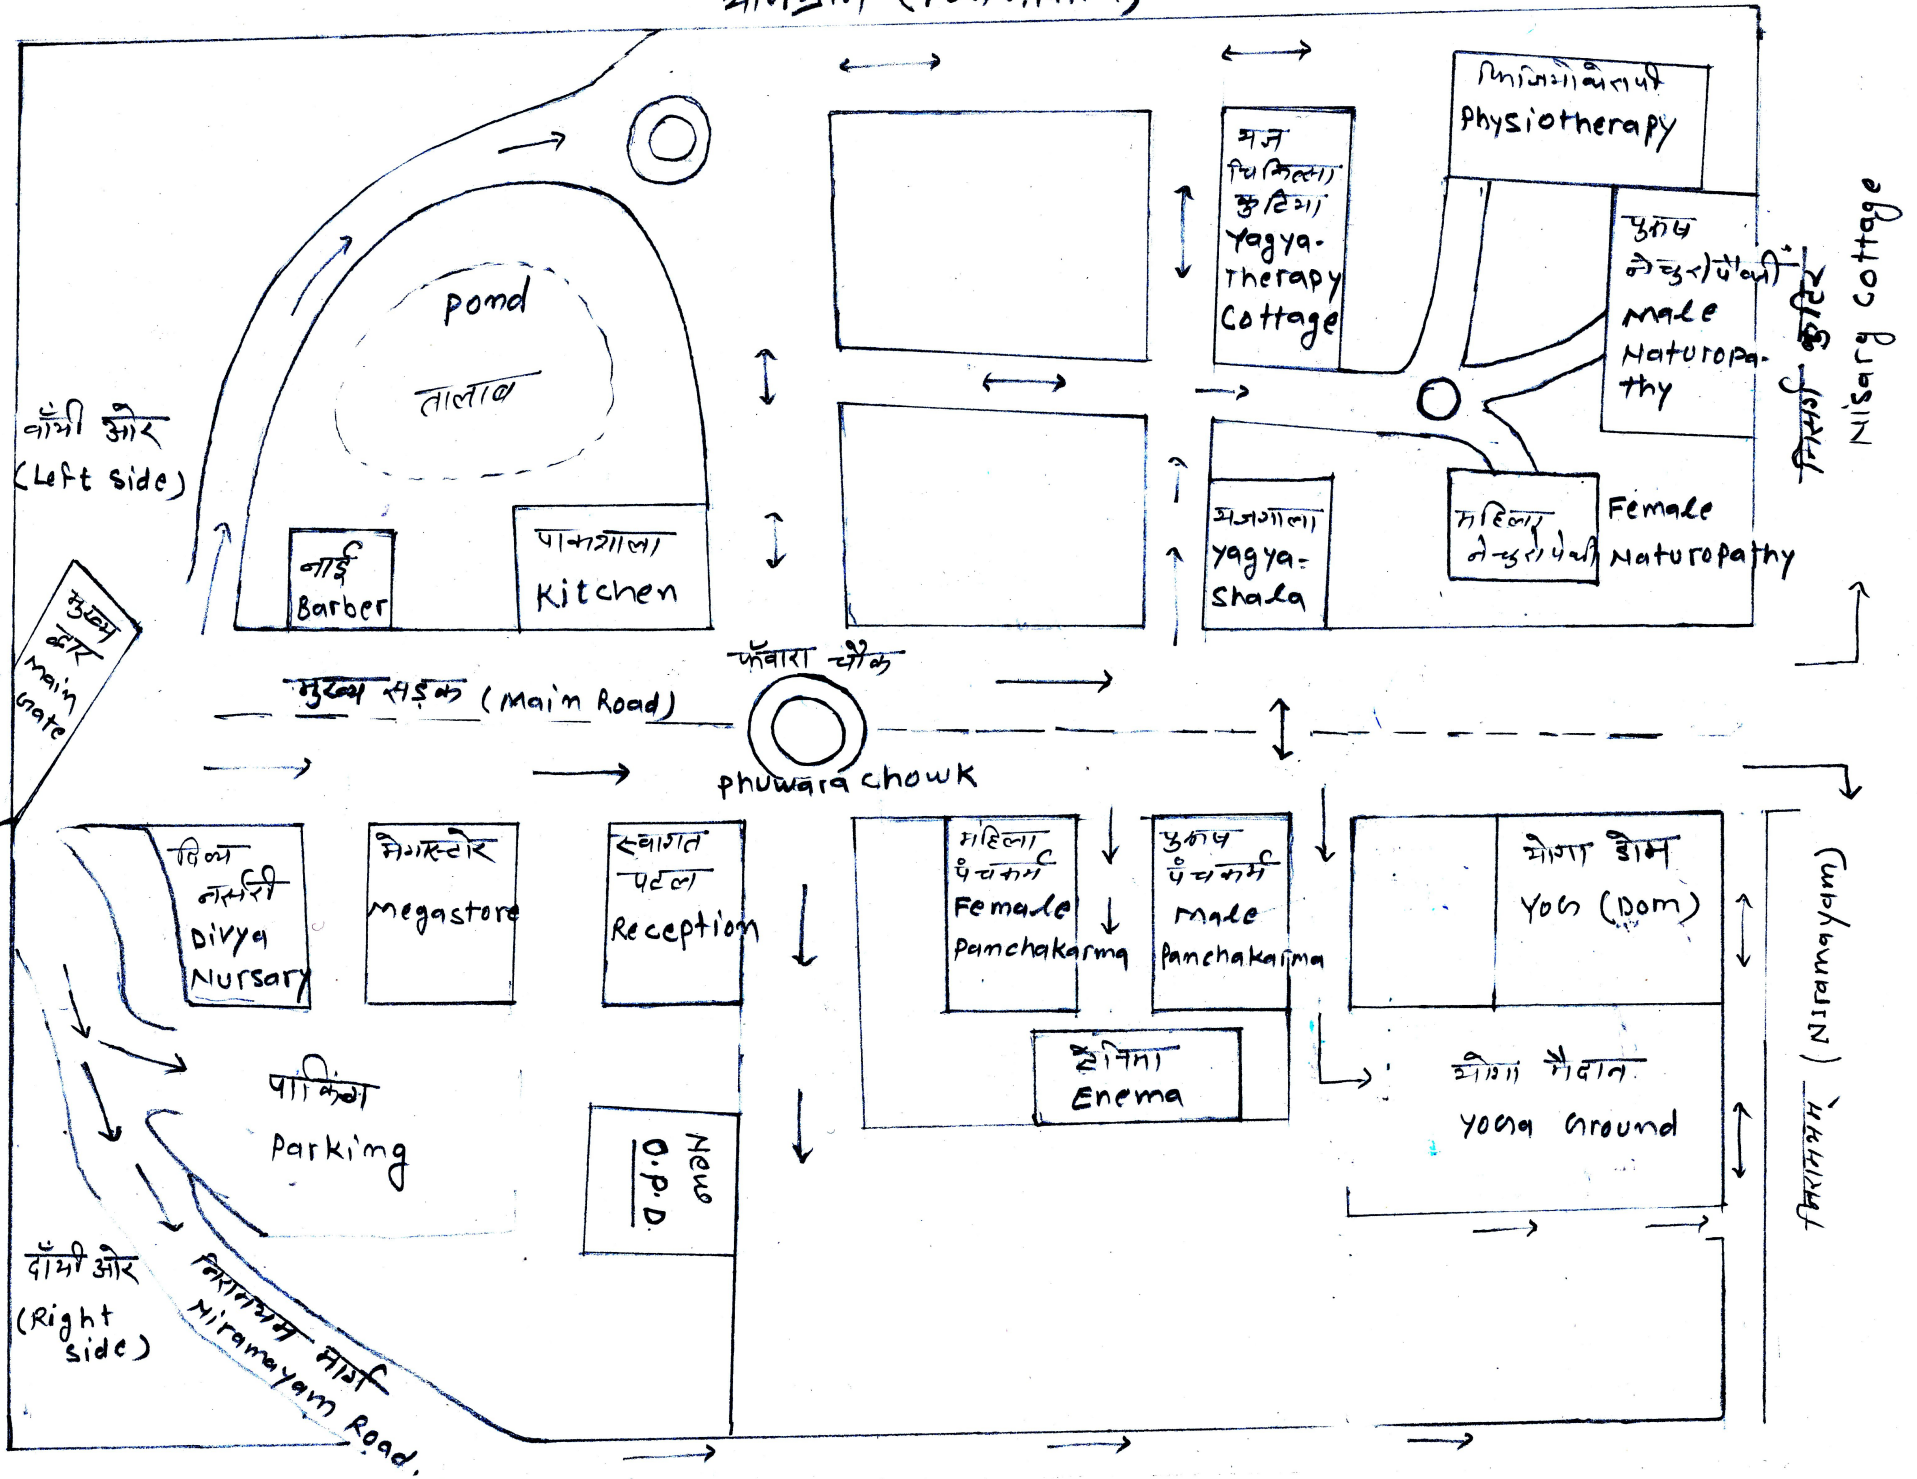 फिजियोथेरापी
Physiotherapy
यज्ञ
चिकित्सा
कुटिया
Yagya-
Therapy
Cottage
पुरुष
नेचुरोपैथी
Male
Naturopa-
thy
निसर्ग कुटीर
Nisarg Cottage
Pond
तालाब
वाँयी ओर
(Left side)
नाई
Barber
पाकशाला
Kitchen
यज्ञशाला
Yagya-
Shala
महिला
नेचुरोपैथी
Female
Naturopathy
मुख्य
द्वार
Main
Gate
मुख्य सड़क (Main Road)
फँवारा चौक
Phuwara Chowk
दिव्य
नर्सरी
Divya
Nursary
मेगास्टोर
Megastore
स्वागत
पटल
Reception
महिला
पंचकर्म
Female
Panchakarma
पुरुष
पंचकर्म
Male
Panchakarma
योगा डोम
YOG (Dom)
ऐनिमा
Enema
योगा मैदान
YOGA Ground
(Niramayam)
निरामयम्
पार्किंग
Parking
New
O.P.D.
दाँयी ओर
(Right
side)
निरामयम मार्ग
Niramayam Road.